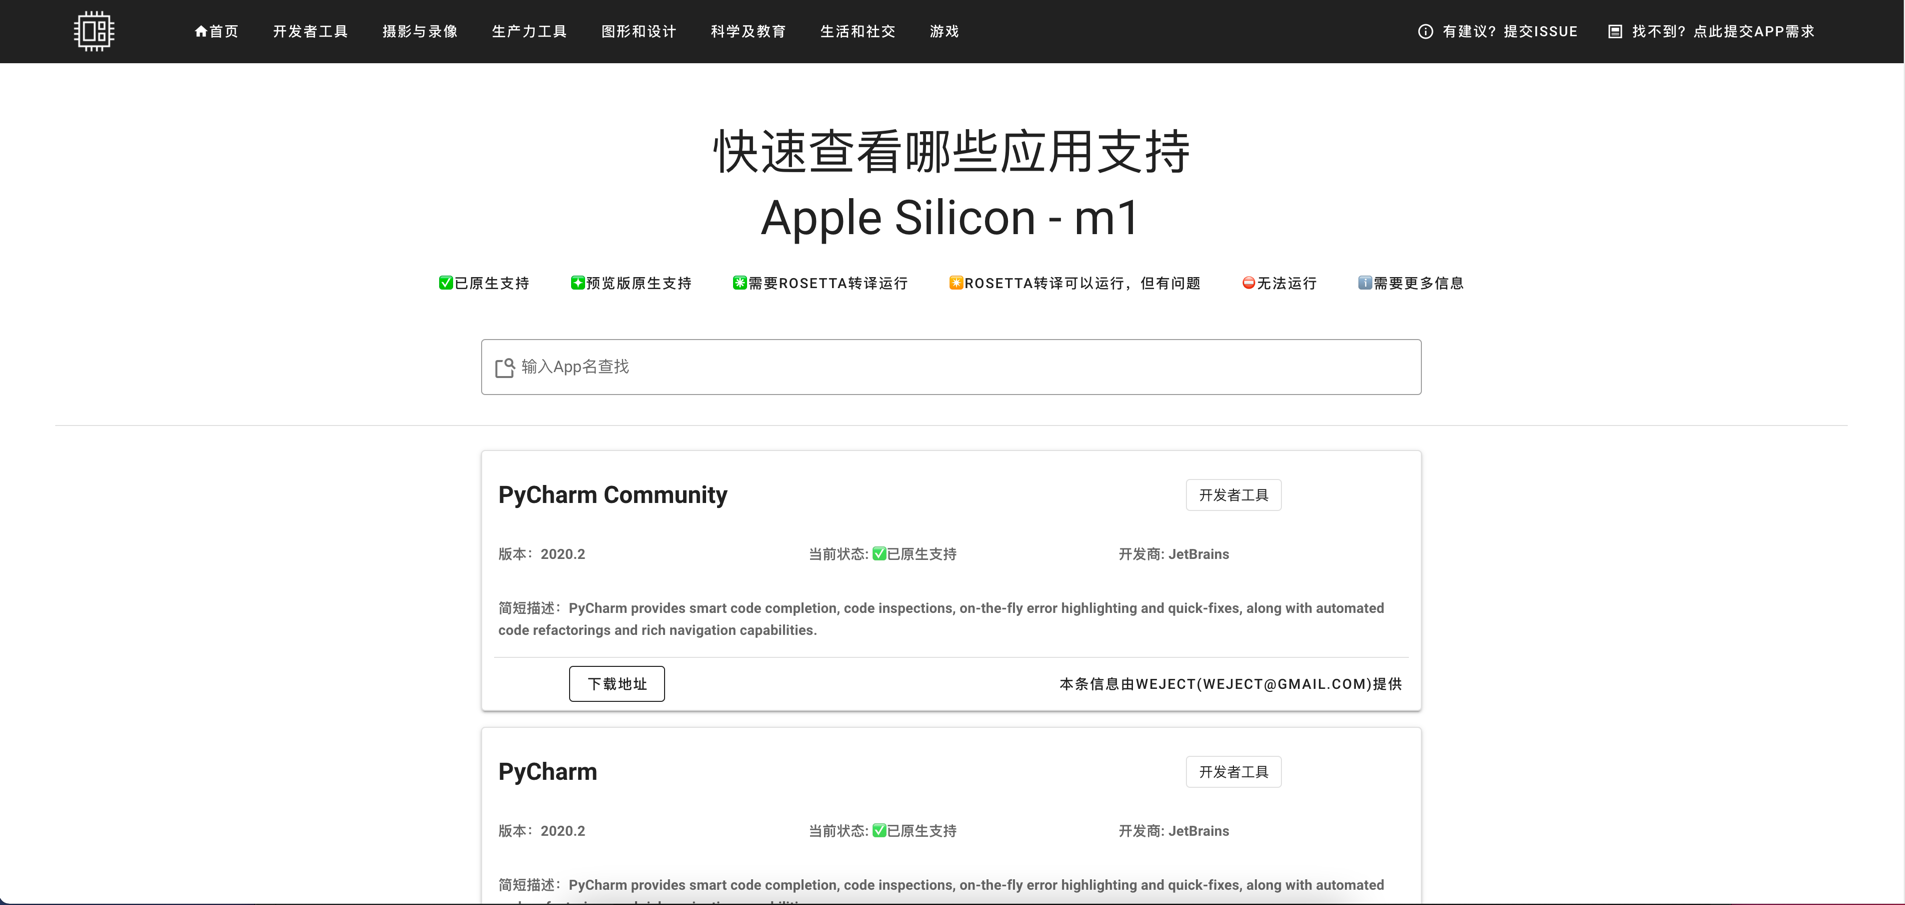 首页 开发者工具 摄影与录像 生产力工具 图形和设计 科学及教育 生活和社交 游戏 有建议？提交ISSUE 找不到？点此提交APP需求
快速查看哪些应用支持
Apple Silicon - m1
✅已原生支持 预览版原生支持 ✳️需要ROSETTA转译运行 ROSETTA转译可以运行，但有问题 ⛔无法运行 ℹ️需要更多信息
输入App名查找
PyCharm Community 开发者工具
版本：2020.2 当前状态: ✅已原生支持 开发商: JetBrains
简短描述：PyCharm provides smart code completion, code inspections, on-the-fly error highlighting and quick-fixes, along with automated
code refactorings and rich navigation capabilities.
下载地址 本条信息由WEJECT(WEJECT@GMAIL.COM)提供
PyCharm 开发者工具
版本：2020.2 当前状态: ✅已原生支持 开发商: JetBrains
简短描述：PyCharm provides smart code completion, code inspections, on-the-fly error highlighting and quick-fixes, along with automated